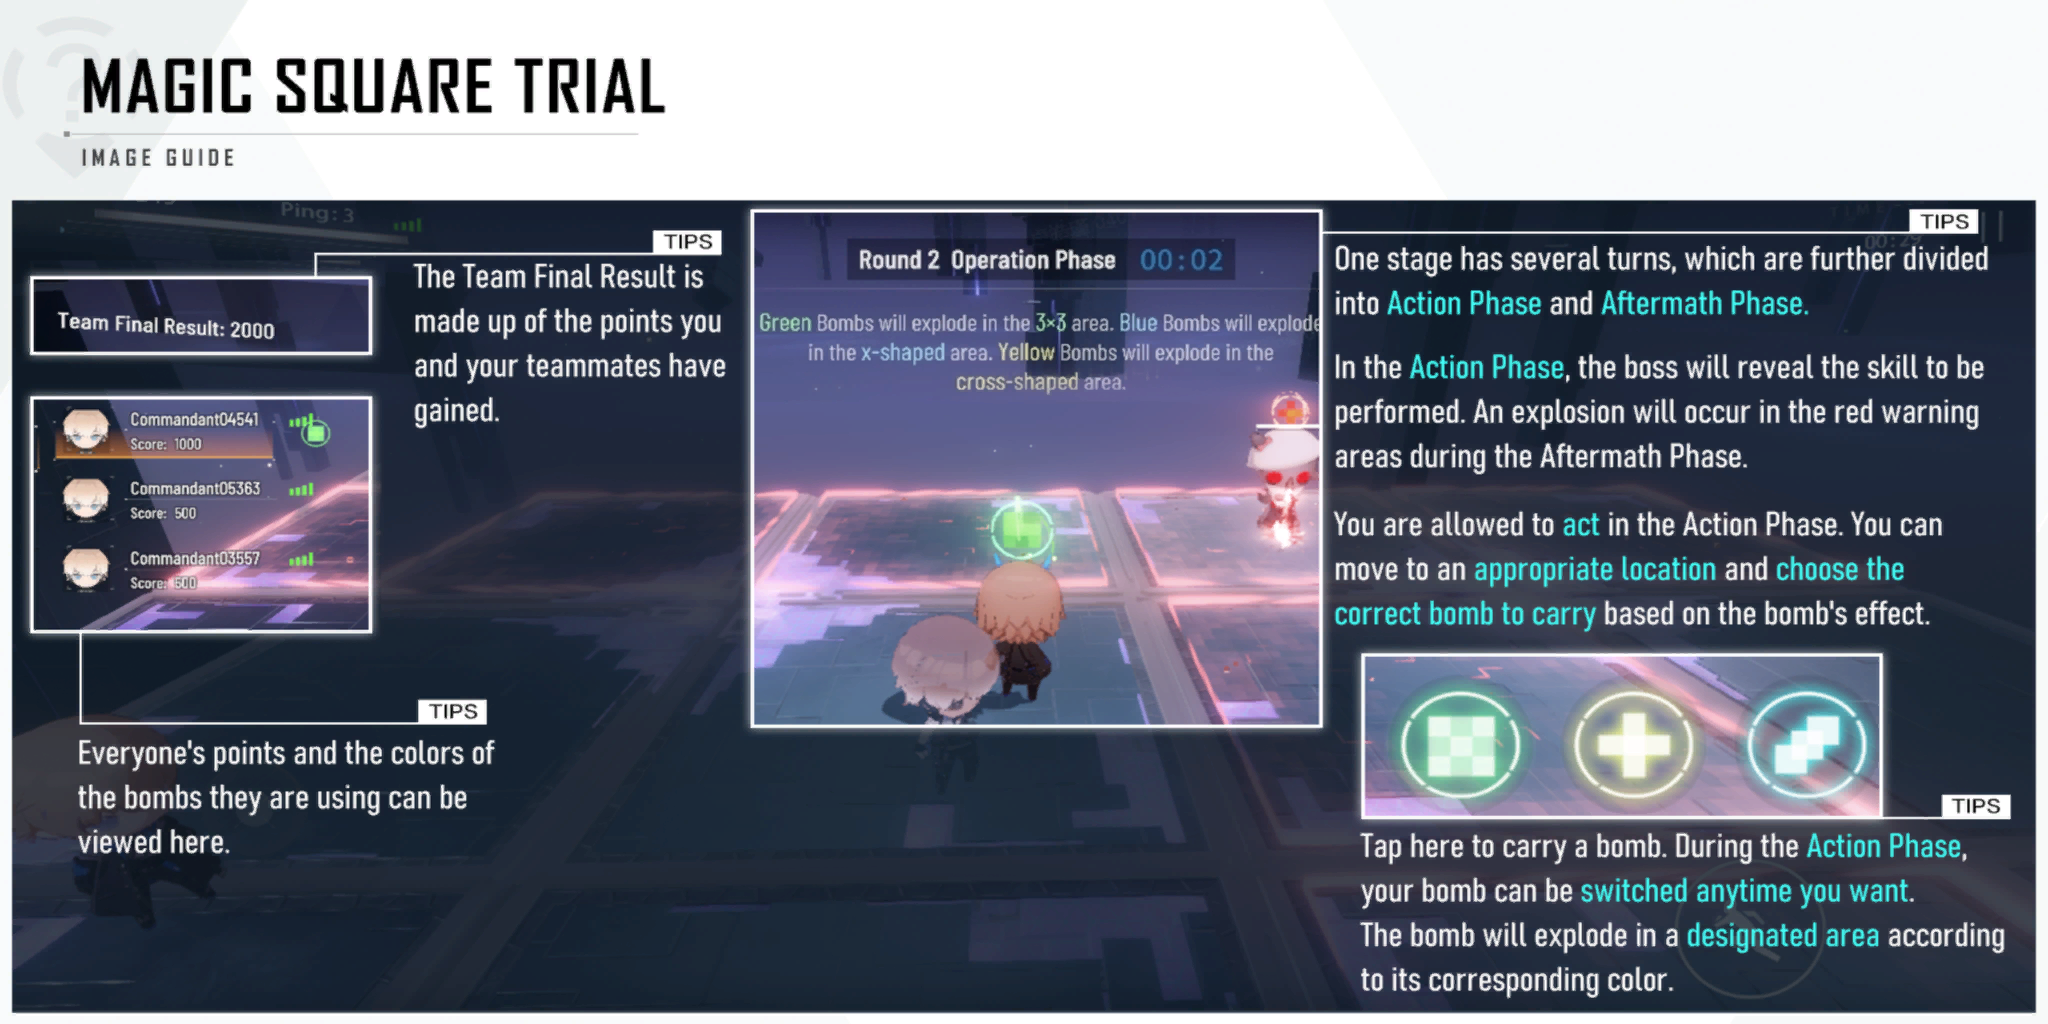 MAGIC SQUARE TRIAL
IMAGE GUIDE
Ping: 3
TIPS
Team Final Result: 2000
The Team Final Result is
made up of the points you
and your teammates have
gained.
Commandant04541
Score: 1000
Commandant05363
Score: 500
Commandant03557
Score: 500
TIPS
Everyone's points and the colors of
the bombs they are using can be
viewed here.
Round 2 Operation Phase 00:02
Green Bombs will explode in the 3×3 area. Blue Bombs will explode
in the x-shaped area. Yellow Bombs will explode in the
cross-shaped area.
TIPS
00:29
One stage has several turns, which are further divided
into Action Phase and Aftermath Phase.
In the Action Phase, the boss will reveal the skill to be
performed. An explosion will occur in the red warning
areas during the Aftermath Phase.
You are allowed to act in the Action Phase. You can
move to an appropriate location and choose the
correct bomb to carry based on the bomb's effect.
TIPS
Tap here to carry a bomb. During the Action Phase,
your bomb can be switched anytime you want.
The bomb will explode in a designated area according
to its corresponding color.